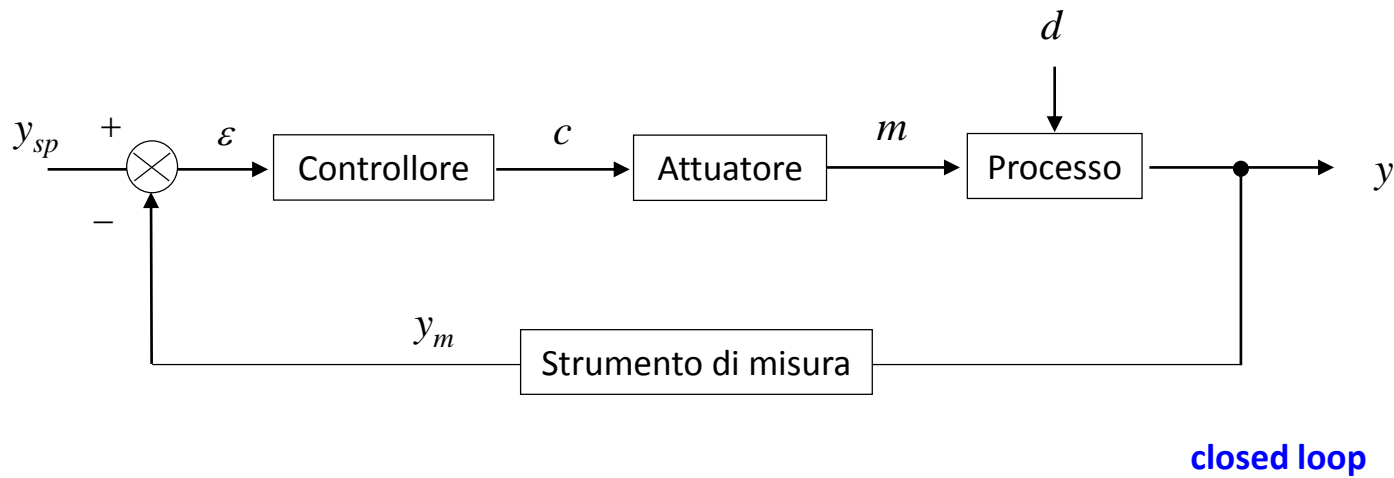 d
y_sp + ε Controllore c Attuatore m Processo y
−
y_m
Strumento di misura
closed loop